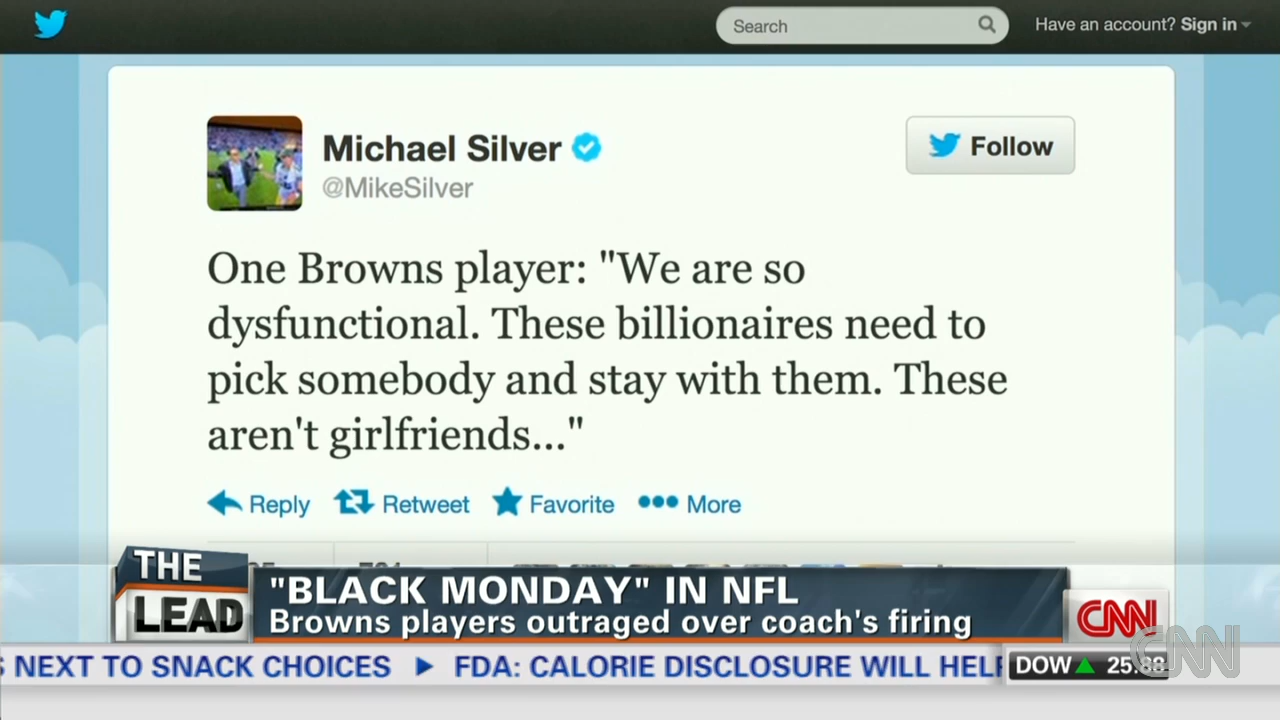 Search
Have an account? Sign in
Michael Silver
@MikeSilver
Follow
One Browns player: "We are so
dysfunctional. These billionaires need to
pick somebody and stay with them. These
aren't girlfriends..."
Reply Retweet Favorite More
THE
LEAD
"BLACK MONDAY" IN NFL
Browns players outraged over coach's firing
CNN
CNN
NEXT TO SNACK CHOICES ▶ FDA: CALORIE DISCLOSURE WILL HELP
DOW ▲ 25.88